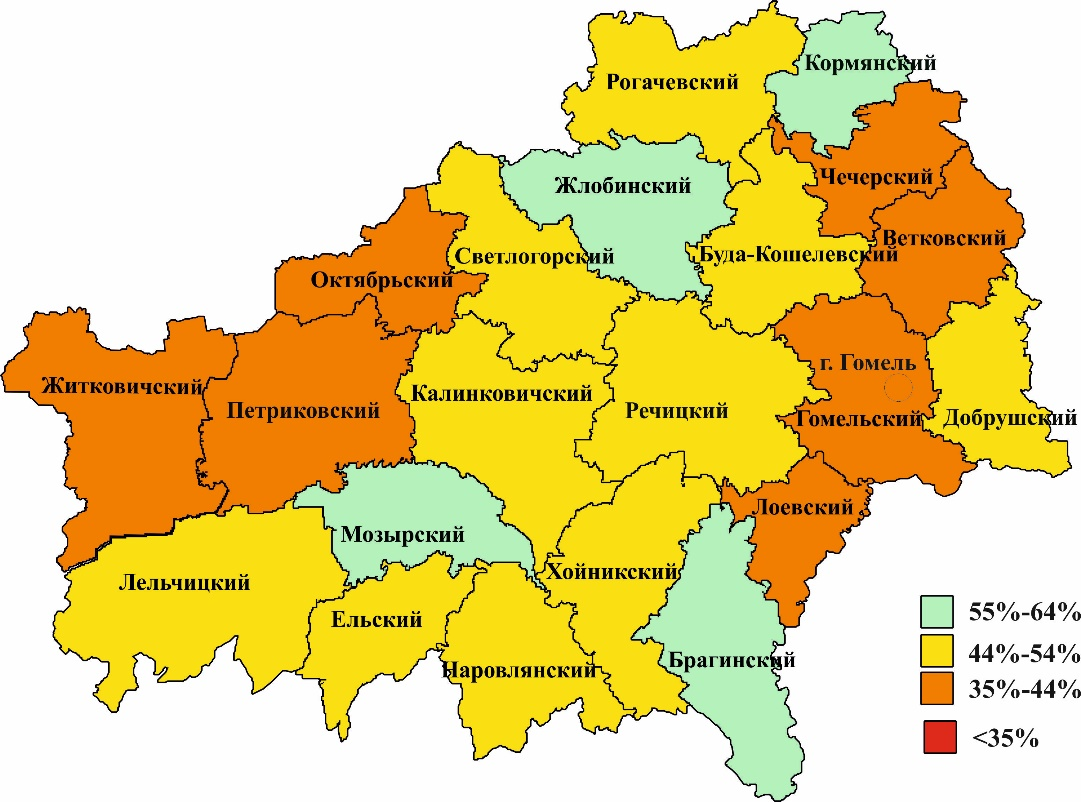 Кормянский
Рогачевский
Чечерский
Жлобинский
Ветковский
Буда-Кошелевский
Светлогорский
Октябрьский
г. Гомель
Житковичский
Калинковичский
Петриковский
Речицкий
Гомельский
Добрушский
Лоевский
Мозырский
Хойникский
Лельчицкий
Ельский
Брагинский
Наровлянский
55%-64%
44%-54%
35%-44%
<35%